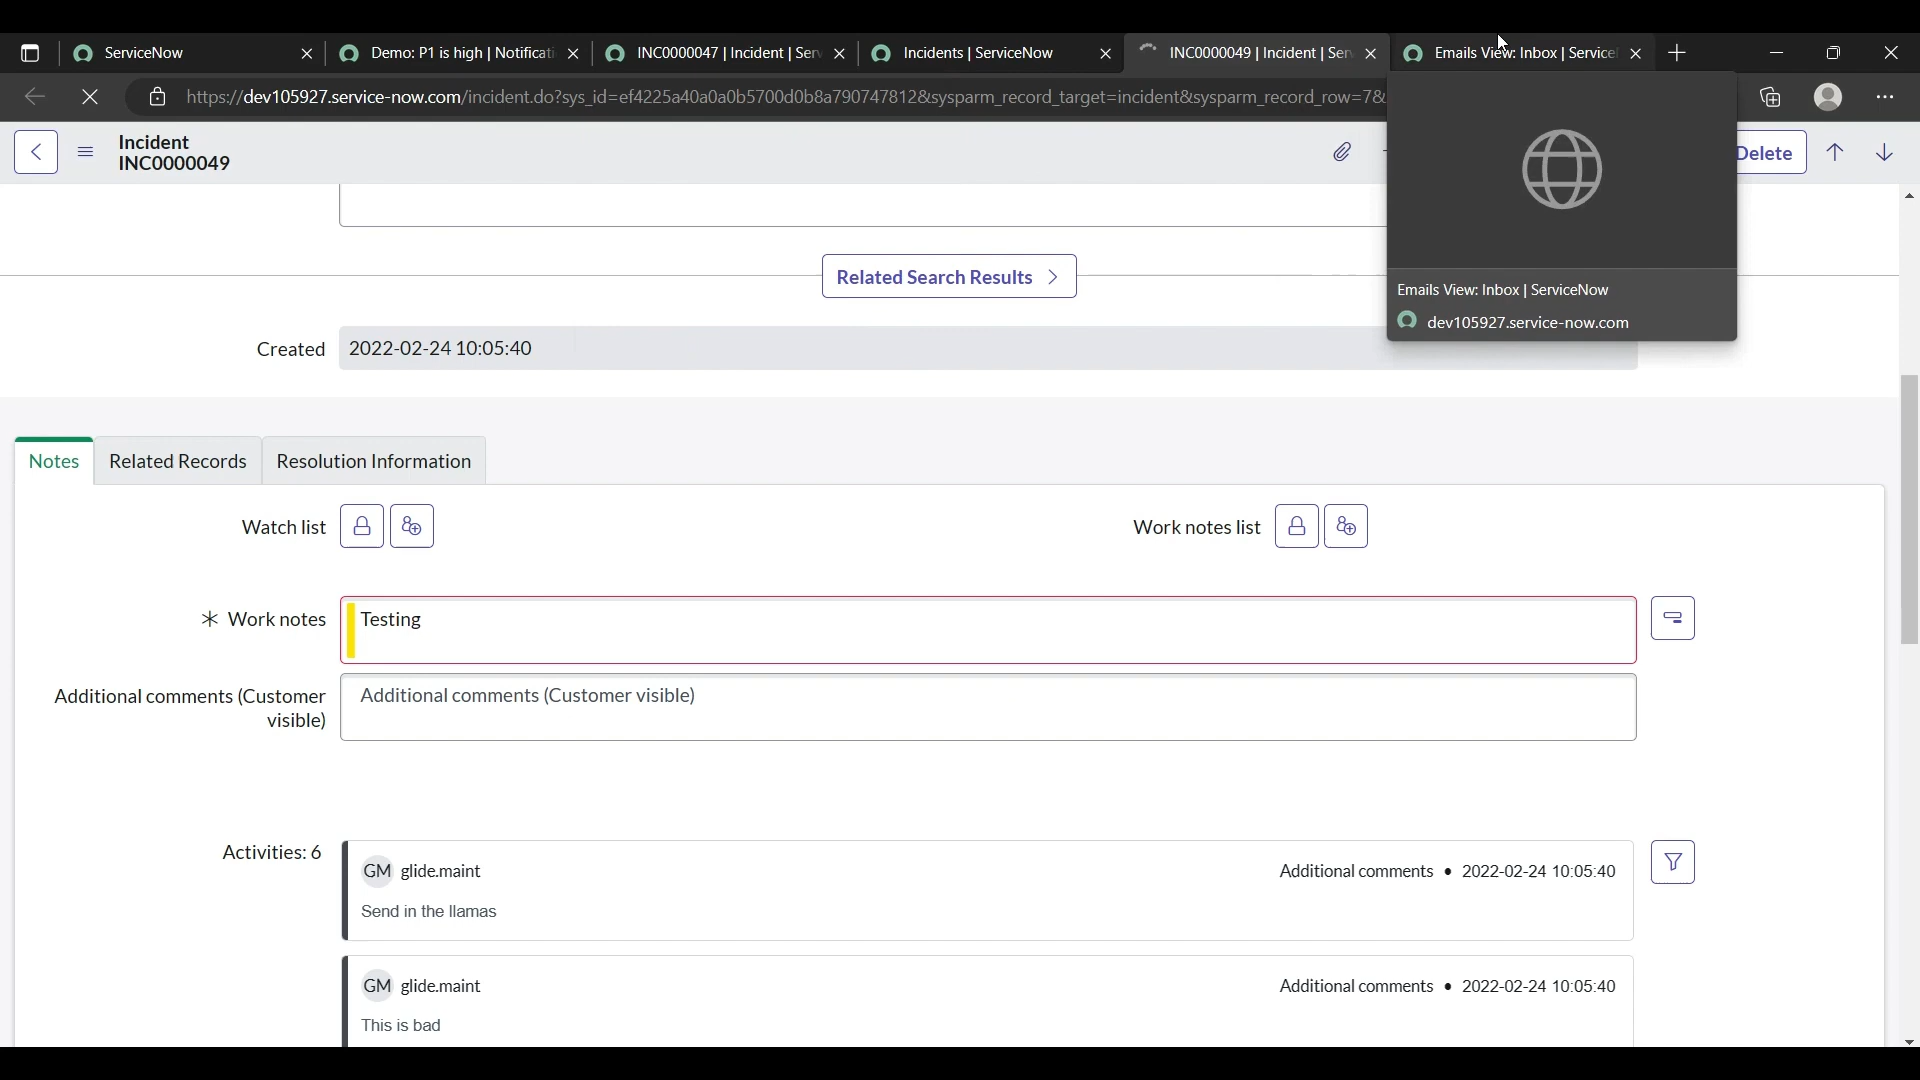 ServiceNow
Demo: P1 is high | Notificati
INC0000047 | Incident | Serv
Incidents | ServiceNow
INC0000049 | Incident | Serv
Emails View: Inbox | Service
https://dev105927.service-now.com/incident.do?sys_id=ef4225a40a0a0b5700d0b8a790747812&sysparm_record_target=incident&sysparm_record_row=7&
Incident
INC0000049
Delete
Related Search Results
Emails View: Inbox | ServiceNow
dev105927.service-now.com
Created 2022-02-24 10:05:40
Notes Related Records Resolution Information
Watch list
Work notes list
Work notes Testing
Additional comments (Customer
visible)
Additional comments (Customer visible)
Activities: 6
GM glide.maint Additional comments • 2022-02-24 10:05:40
Send in the llamas
GM glide.maint Additional comments • 2022-02-24 10:05:40
This is bad